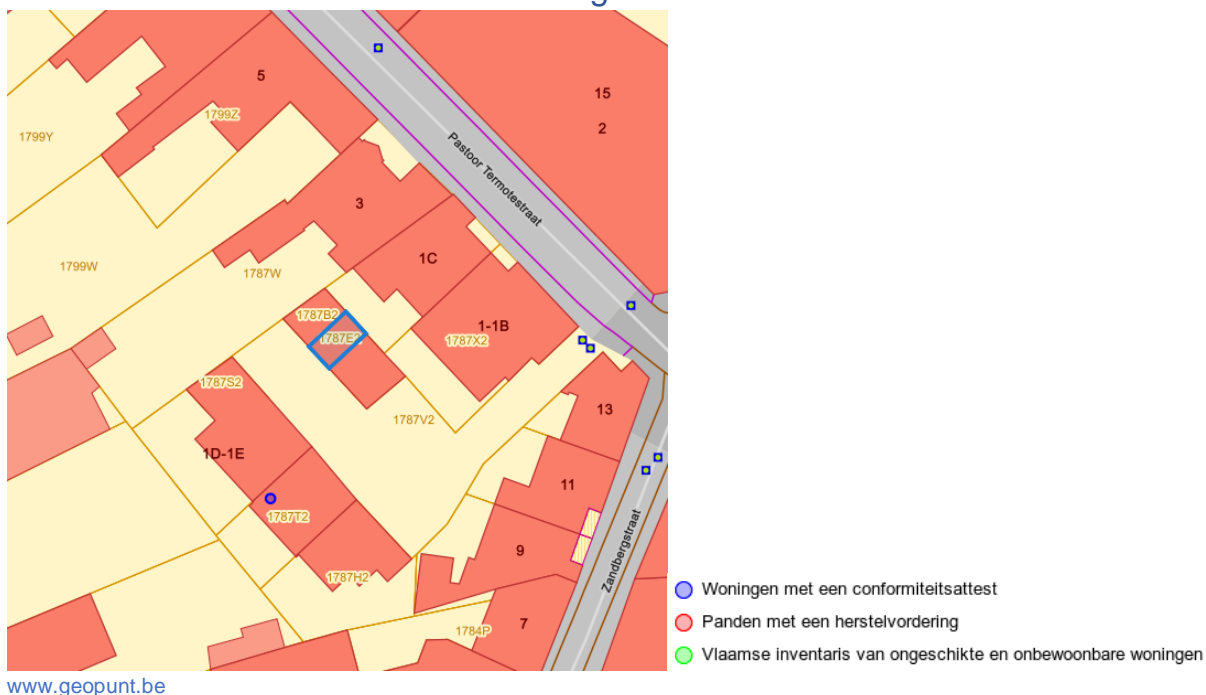 5
15
2
1799Z
1799Y
Pastoor Termotestraat
3
1C
1799W
1787W
1787B2
1-1B
1787E2
1787X2
1787S2
13
1787V2
1D-1E
11
1787T2
9
Zandbergstraat
1787H2
7
1784P
Woningen met een conformiteitsattest
Panden met een herstelvordering
Vlaamse inventaris van ongeschikte en onbewoonbare woningen
www.geopunt.be